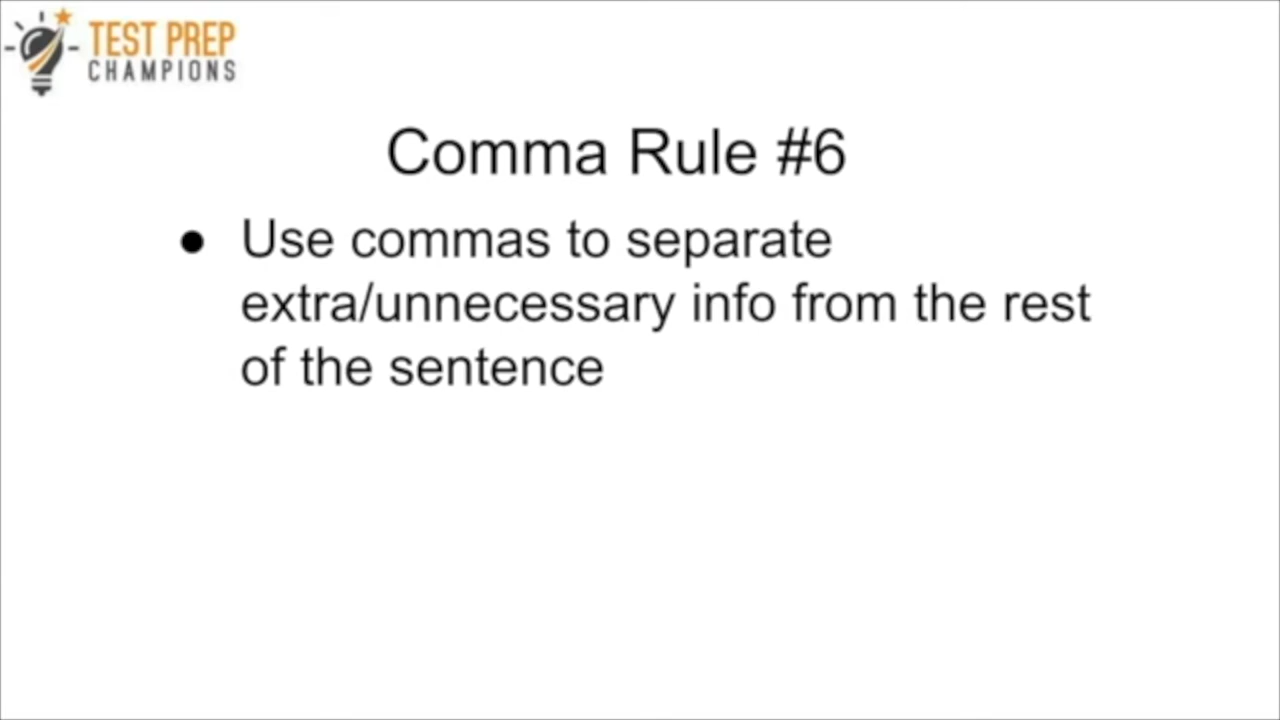 TEST PREP
CHAMPIONS
Comma Rule #6
● Use commas to separate
extra/unnecessary info from the rest
of the sentence